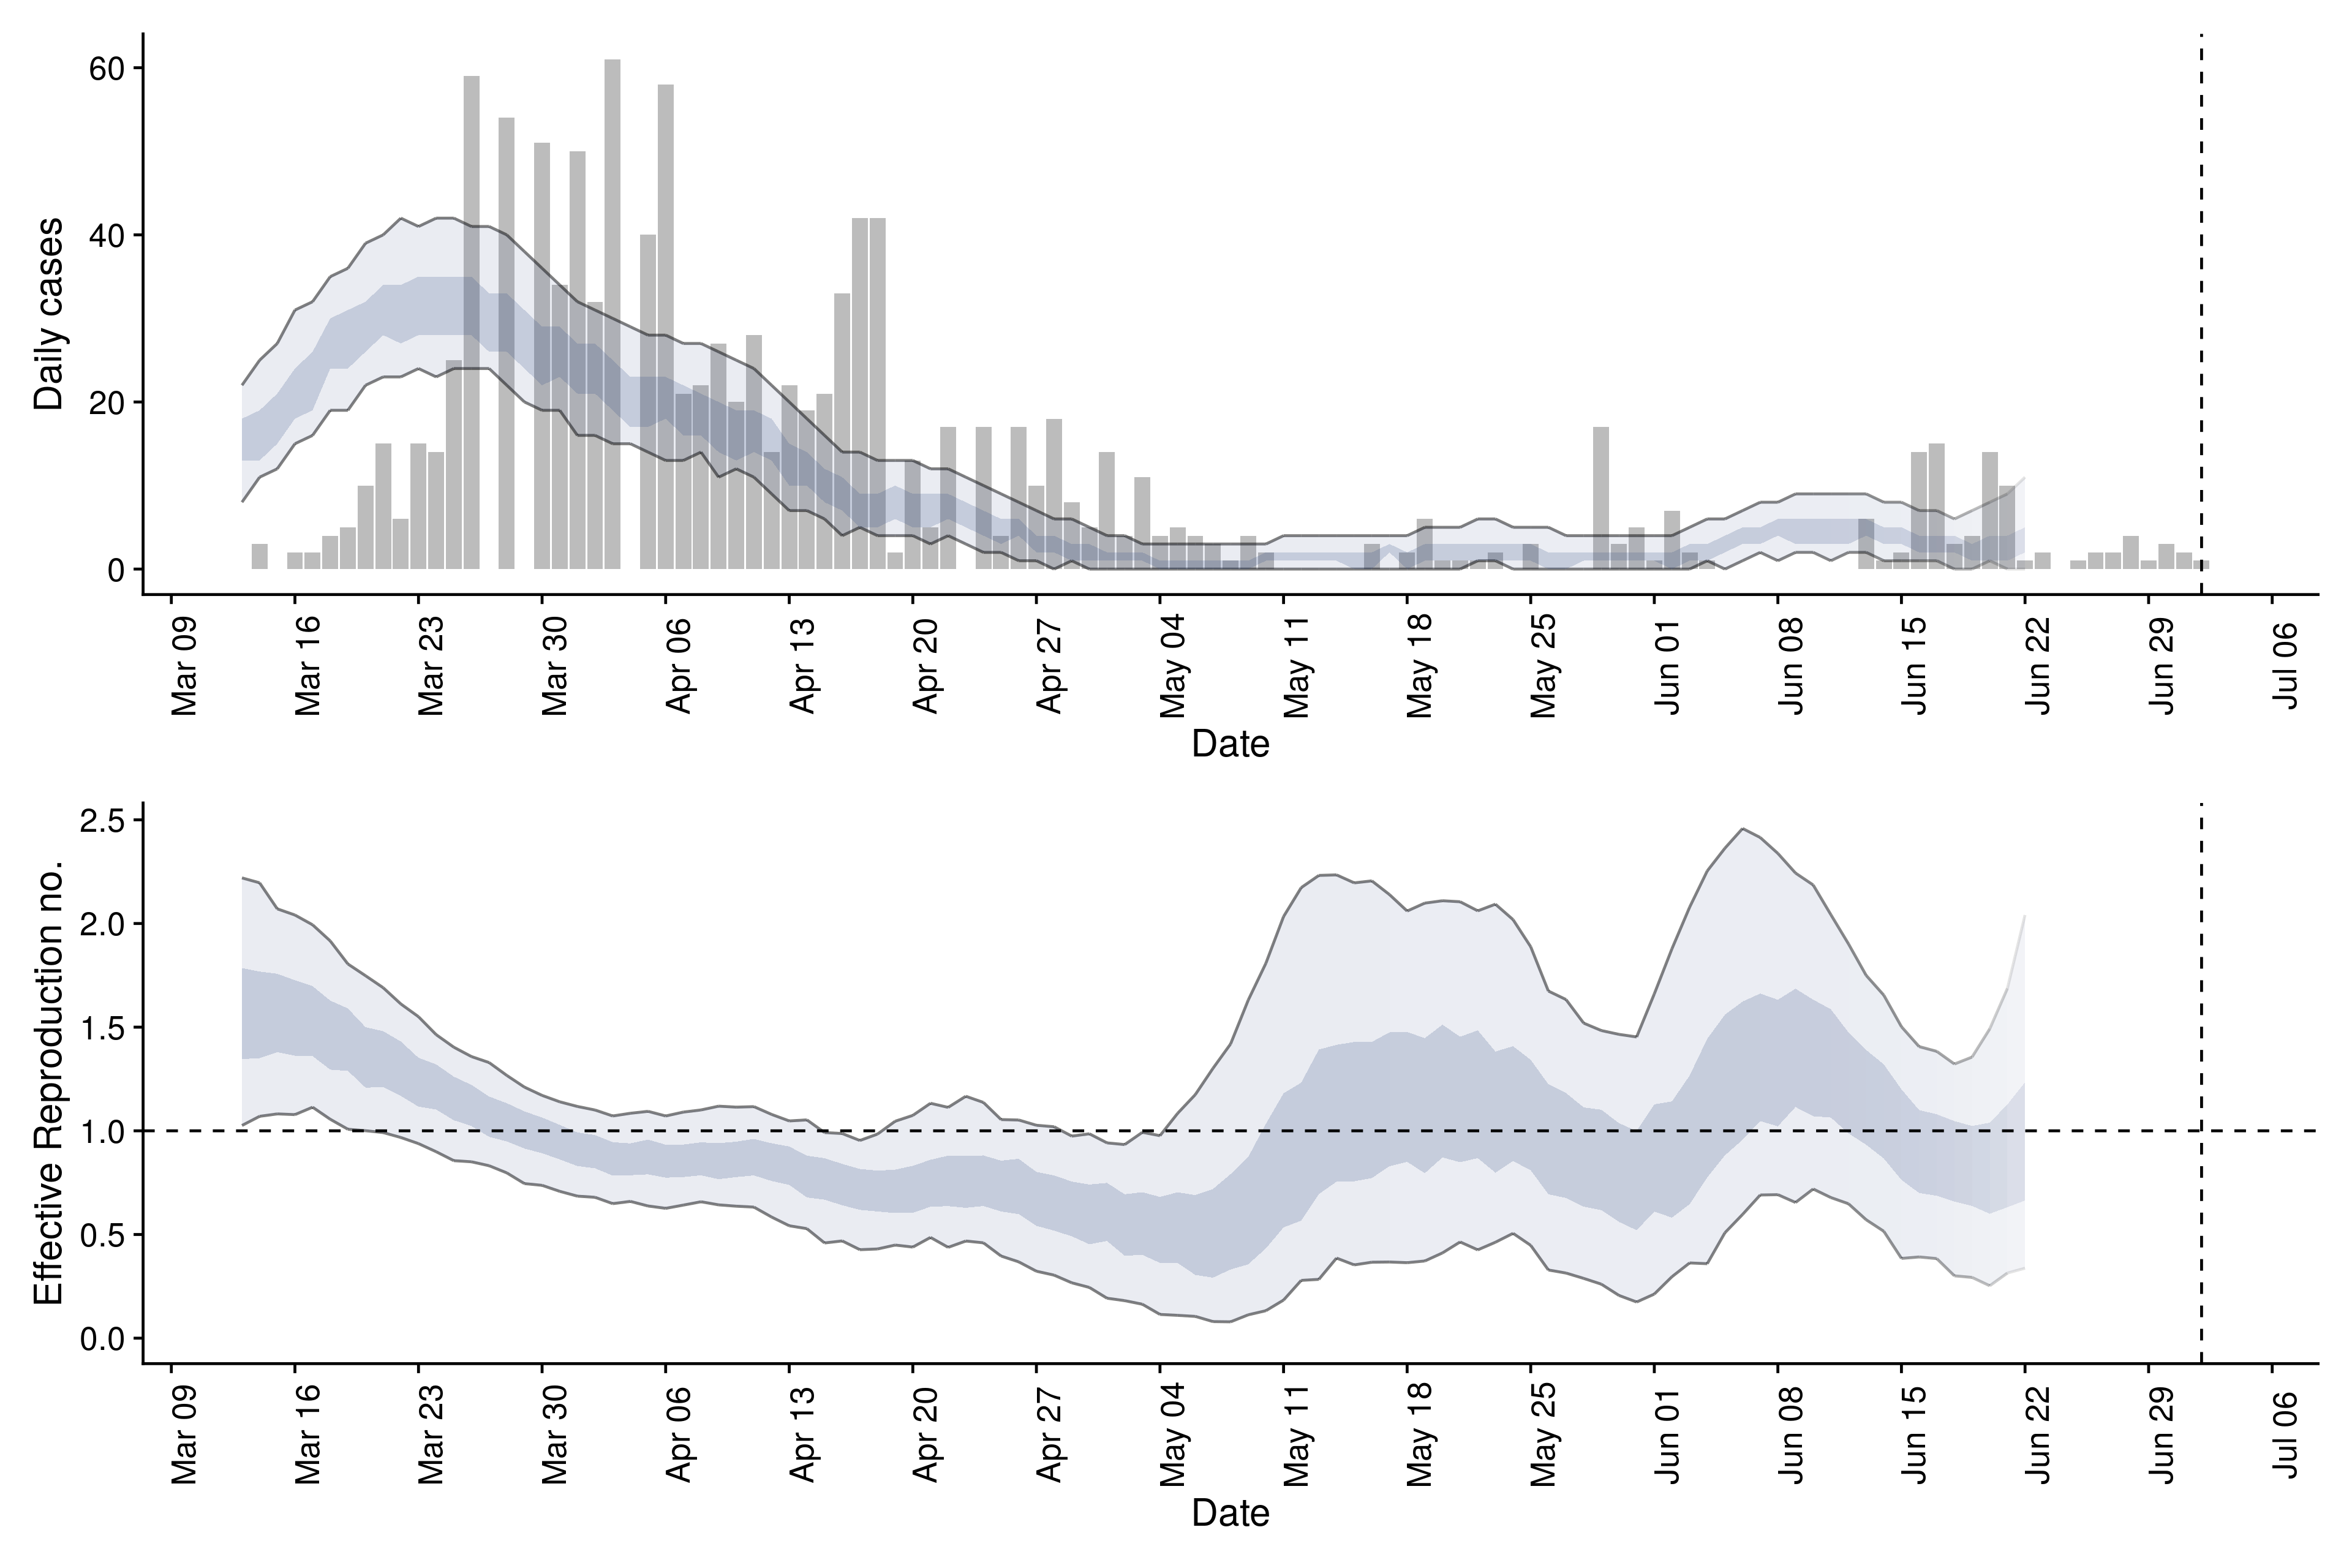 Daily cases
60
40
20
0
Mar 09
Mar 16
Mar 23
Mar 30
Apr 06
Apr 13
Apr 20
Apr 27
May 04
May 11
May 18
May 25
Jun 01
Jun 08
Jun 15
Jun 22
Jun 29
Jul 06
Date
Effective Reproduction no.
2.5
2.0
1.5
1.0
0.5
0.0
Mar 09
Mar 16
Mar 23
Mar 30
Apr 06
Apr 13
Apr 20
Apr 27
May 04
May 11
May 18
May 25
Jun 01
Jun 08
Jun 15
Jun 22
Jun 29
Jul 06
Date